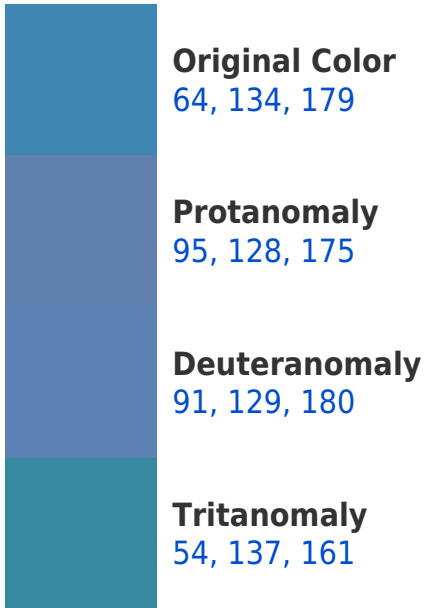 Original Color
64, 134, 179
Protanomaly
95, 128, 175
Deuteranomaly
91, 129, 180
Tritanomaly
54, 137, 161